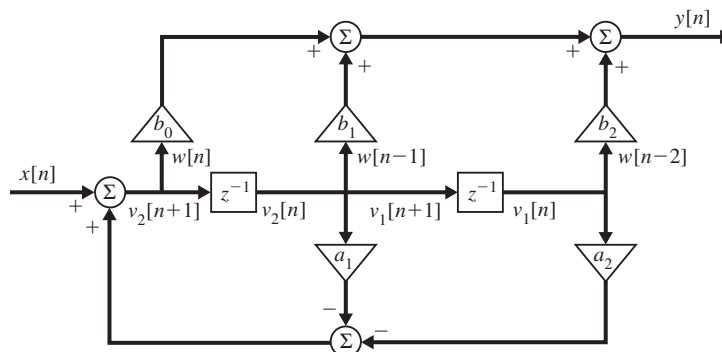 y[n]
Σ
Σ
+
+
+
+
b₀
b₁
b₂
w[n]
w[n−1]
w[n−2]
x[n]
Σ
z⁻¹
z⁻¹
+
+
v₂[n+1]
v₂[n]
v₁[n+1]
v₁[n]
a₁
a₂
−
−
Σ